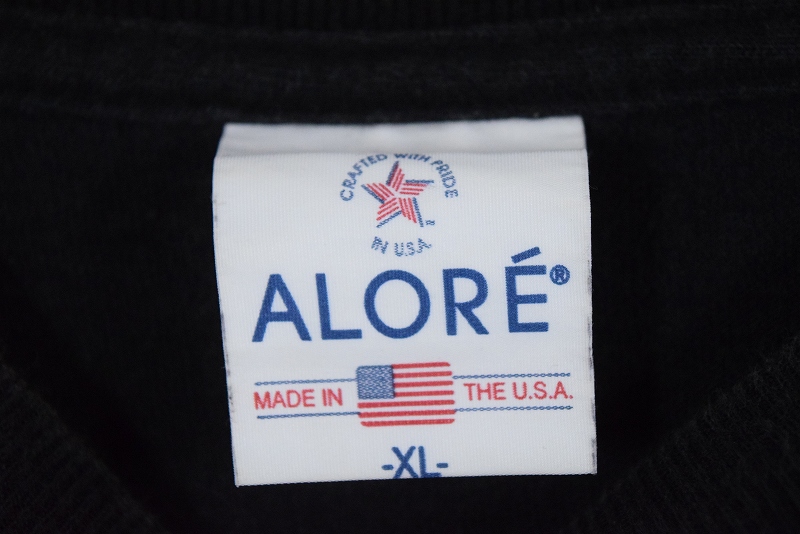 CRAFTED WITH PRIDE
IN U.S.A.
ALORÉ®
MADE IN THE U.S.A.
-XL-